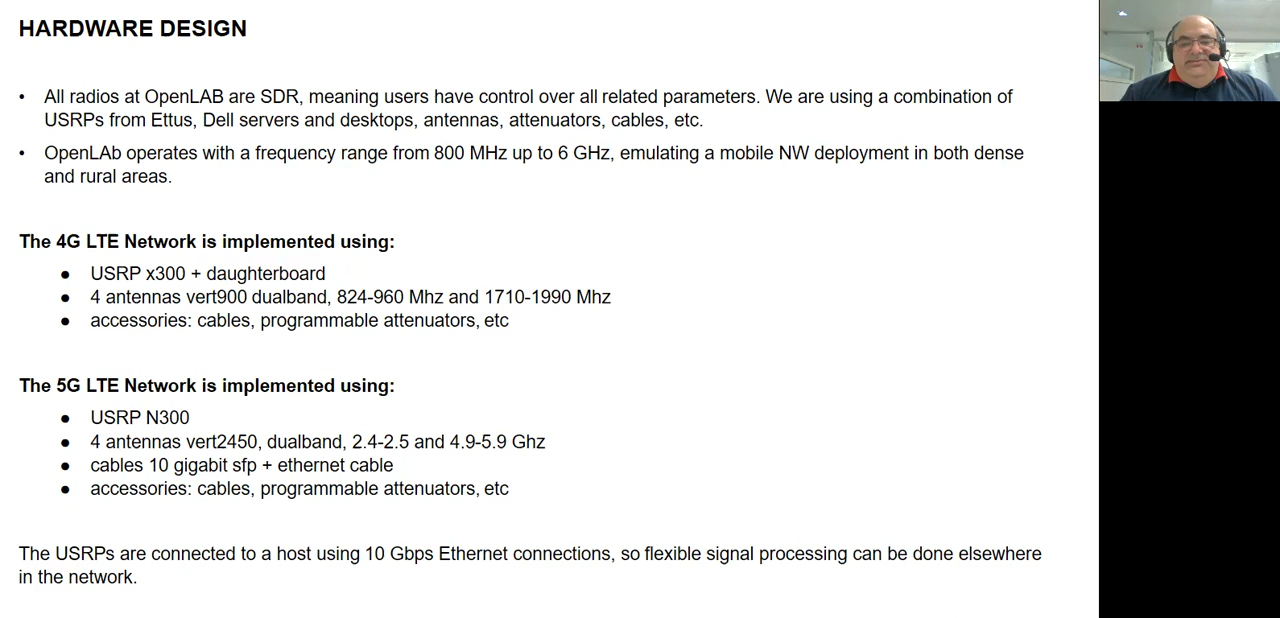 HARDWARE DESIGN
• All radios at OpenLAB are SDR, meaning users have control over all related parameters. We are using a combination of
USRPs from Ettus, Dell servers and desktops, antennas, attenuators, cables, etc.
• OpenLAb operates with a frequency range from 800 MHz up to 6 GHz, emulating a mobile NW deployment in both dense
and rural areas.
The 4G LTE Network is implemented using:
● USRP x300 + daughterboard
● 4 antennas vert900 dualband, 824-960 Mhz and 1710-1990 Mhz
● accessories: cables, programmable attenuators, etc
The 5G LTE Network is implemented using:
● USRP N300
● 4 antennas vert2450, dualband, 2.4-2.5 and 4.9-5.9 Ghz
● cables 10 gigabit sfp + ethernet cable
● accessories: cables, programmable attenuators, etc
The USRPs are connected to a host using 10 Gbps Ethernet connections, so flexible signal processing can be done elsewhere
in the network.